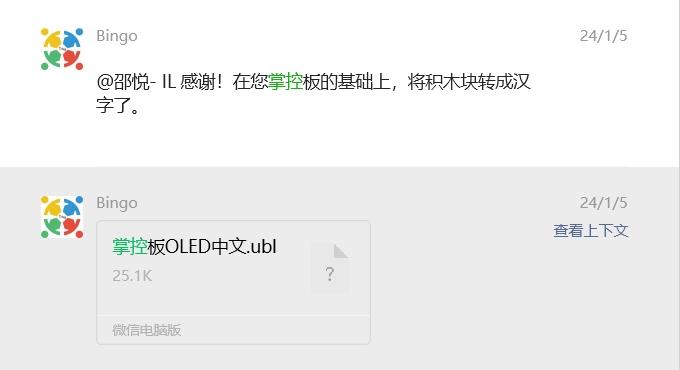 Bingo
24/1/5
@邵悦- IL 感谢！在您掌控板的基础上，将积木块转成汉
字了。
Bingo
24/1/5
查看上下文
掌控板OLED中文.ubl
25.1K
?
微信电脑版